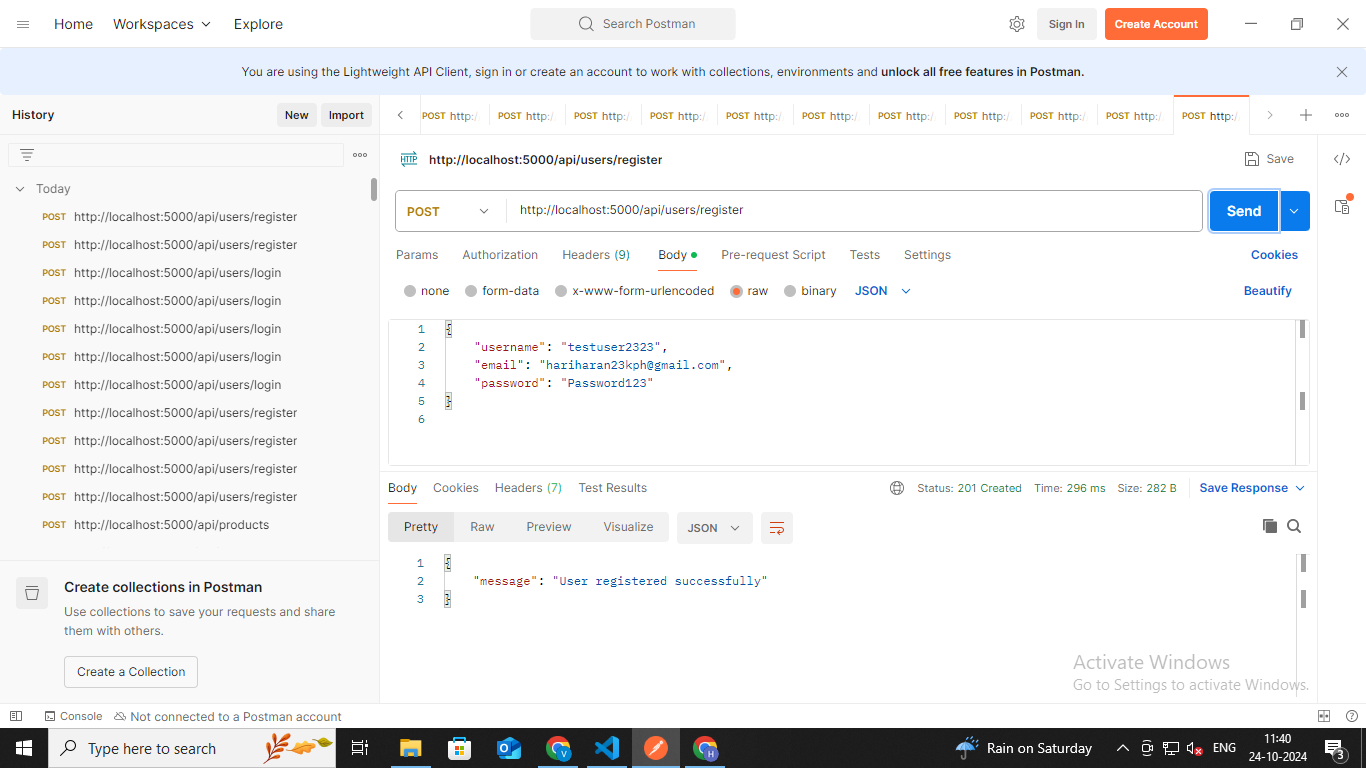 Home Workspaces Explore Search Postman Sign In Create Account
You are using the Lightweight API Client, sign in or create an account to work with collections, environments and unlock all free features in Postman.
History New Import
POST http:/ POST http:/ POST http:/ POST http:/ POST http:/ POST http:/ POST http:/ POST http:/ POST http:/ POST http:/ POST http:/
HTTP http://localhost:5000/api/users/register Save
Today
POST http://localhost:5000/api/users/register
POST http://localhost:5000/api/users/register
POST http://localhost:5000/api/users/login
POST http://localhost:5000/api/users/login
POST http://localhost:5000/api/users/login
POST http://localhost:5000/api/users/login
POST http://localhost:5000/api/users/login
POST http://localhost:5000/api/users/register
POST http://localhost:5000/api/users/register
POST http://localhost:5000/api/users/register
POST http://localhost:5000/api/users/register
POST http://localhost:5000/api/products
Create collections in Postman
Use collections to save your requests and share
them with others.
Create a Collection
POST http://localhost:5000/api/users/register Send
Params Authorization Headers (9) Body Pre-request Script Tests Settings Cookies
none form-data x-www-form-urlencoded raw binary JSON Beautify
1 {
2 "username": "testuser2323",
3 "email": "hariharan23kph@gmail.com",
4 "password": "Password123"
5 }
6
Body Cookies Headers (7) Test Results Status: 201 Created Time: 296 ms Size: 282 B Save Response
Pretty Raw Preview Visualize JSON
1 {
2 "message": "User registered successfully"
3 }
Activate Windows
Go to Settings to activate Windows.
Console Not connected to a Postman account
Type here to search V H Rain on Saturday ENG 11:40
24-10-2024 3